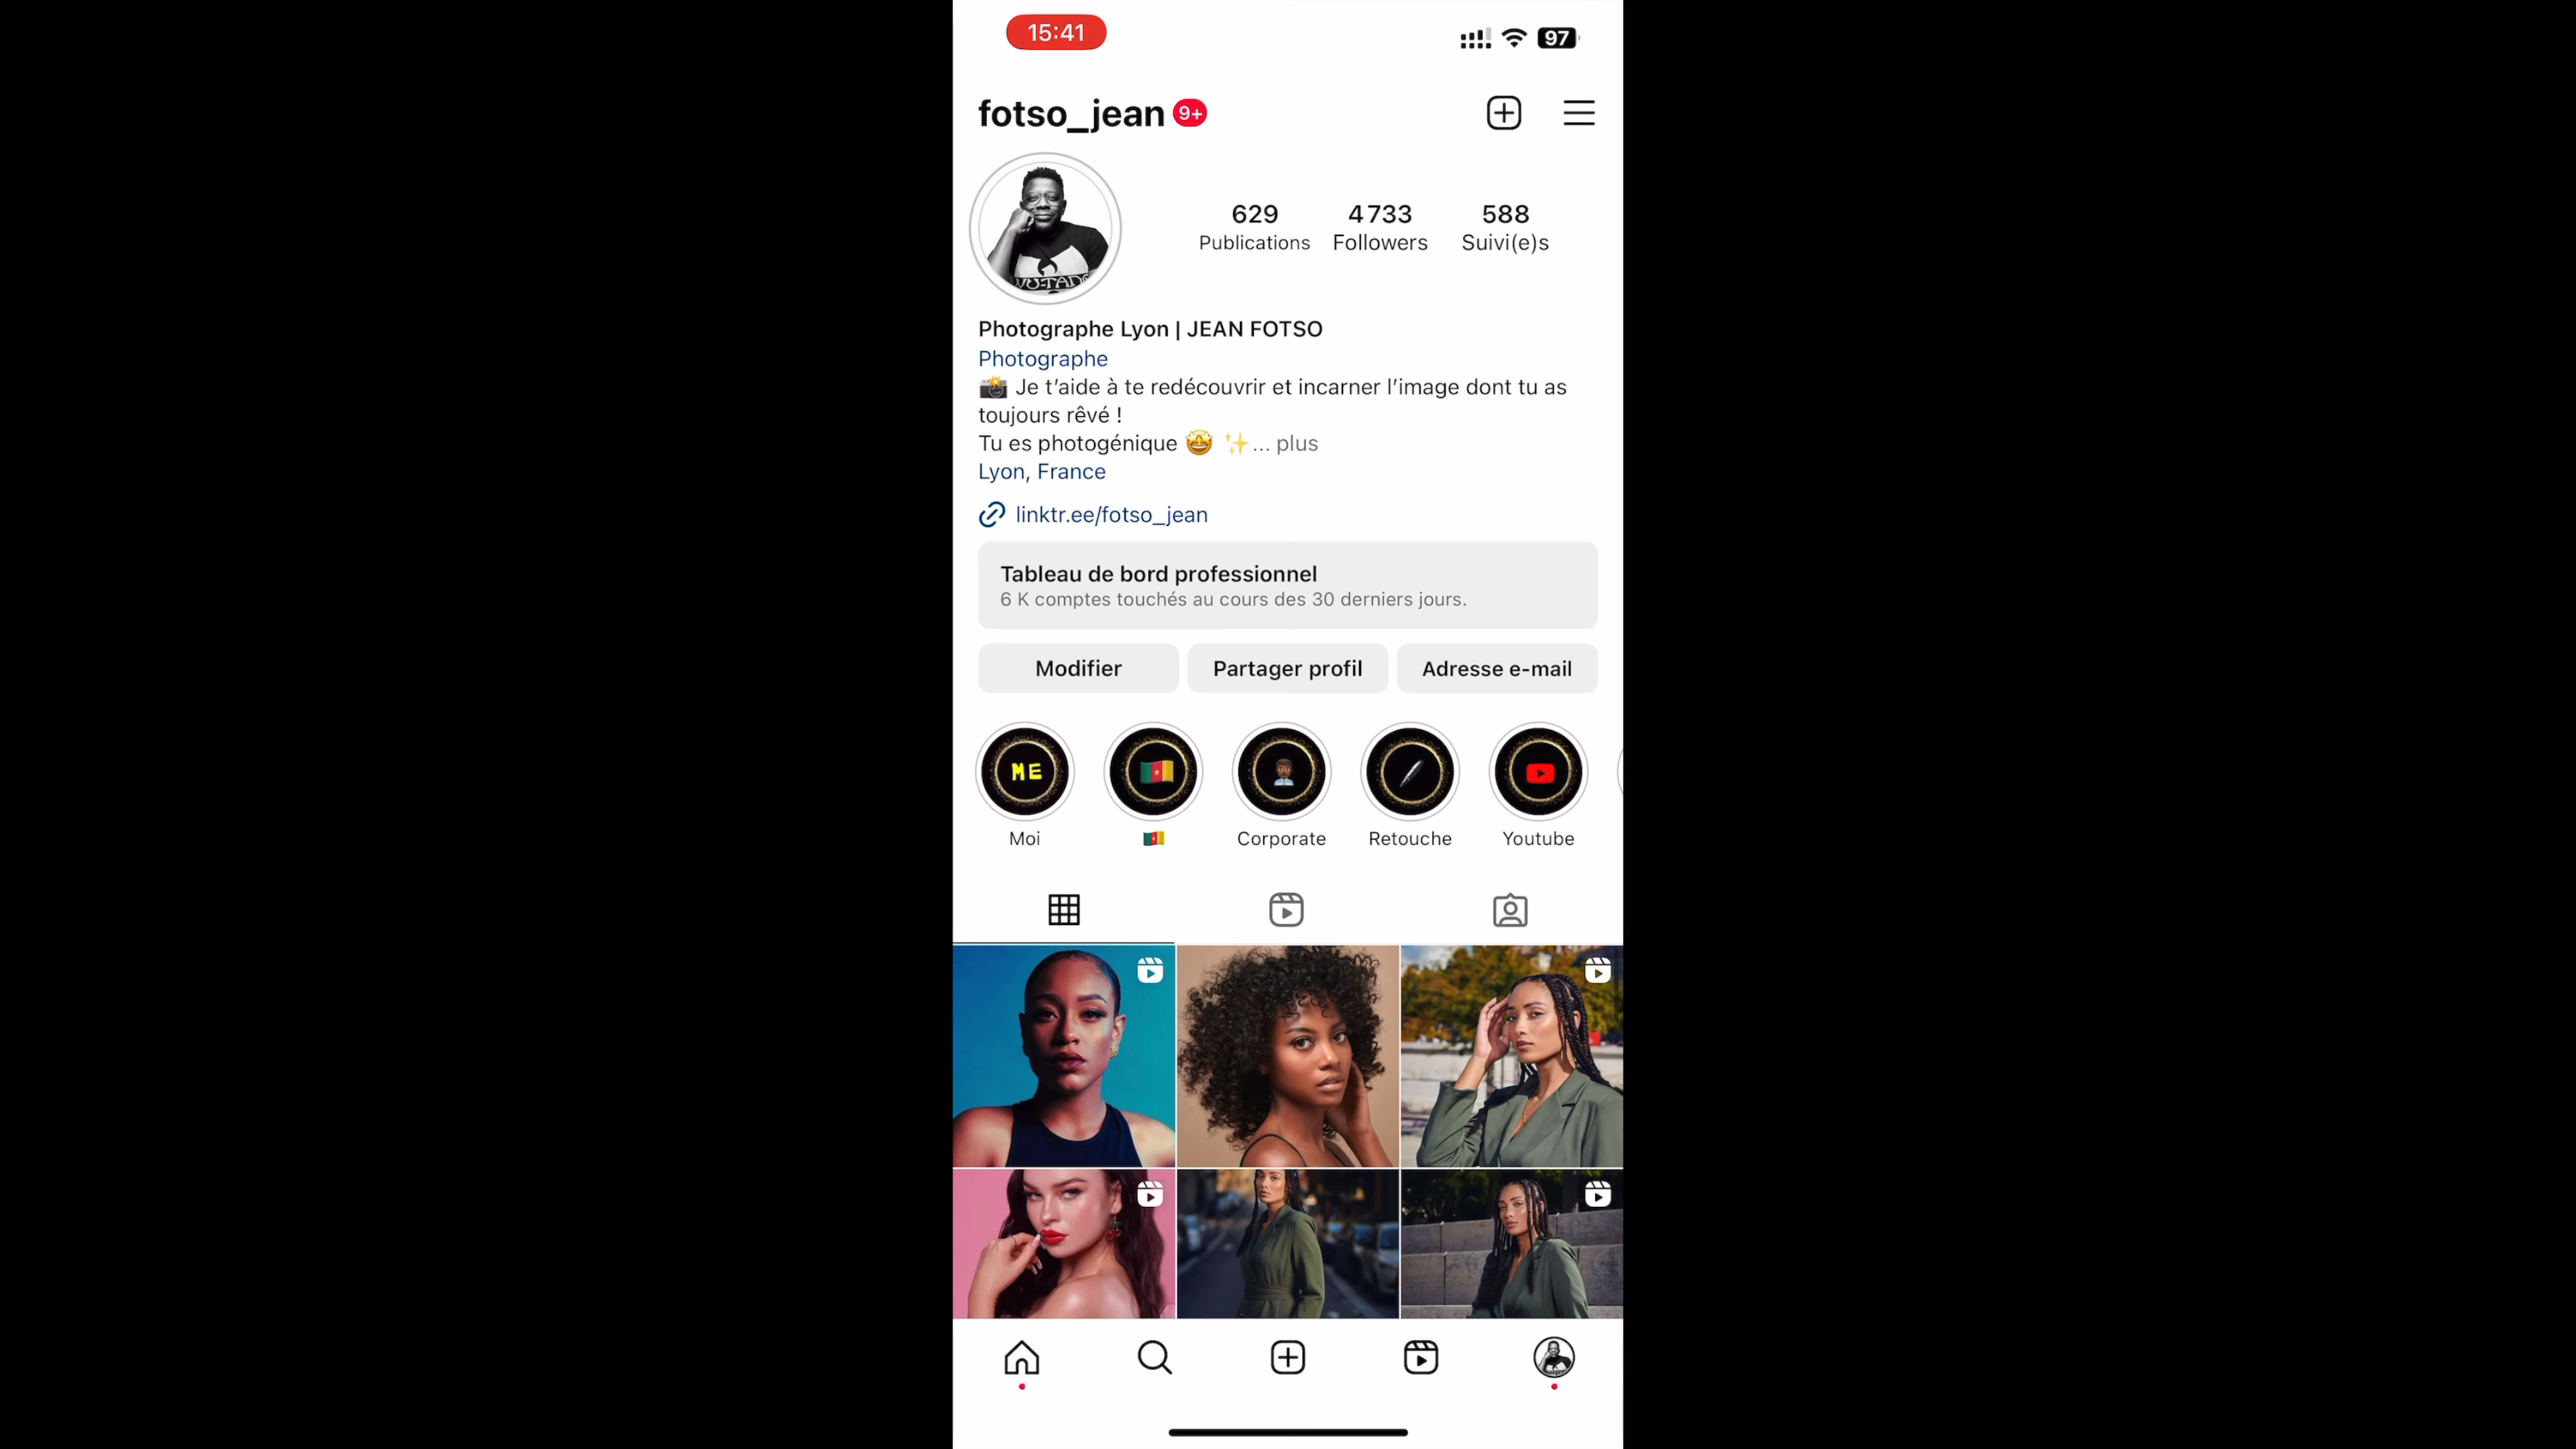 15:41
97
fotso_jean 9+
629 4 733 588
Publications Followers Suivi(e)s
WU-TANG
Photographe Lyon | JEAN FOTSO
Photographe
📸 Je t’aide à te redécouvrir et incarner l’image dont tu as
toujours rêvé !
Tu es photogénique 🤩 ✨... plus
Lyon, France
linktr.ee/fotso_jean
Tableau de bord professionnel
6 K comptes touchés au cours des 30 derniers jours.
Modifier Partager profil Adresse e-mail
ME
Moi 🇨🇲 Corporate Retouche Youtube